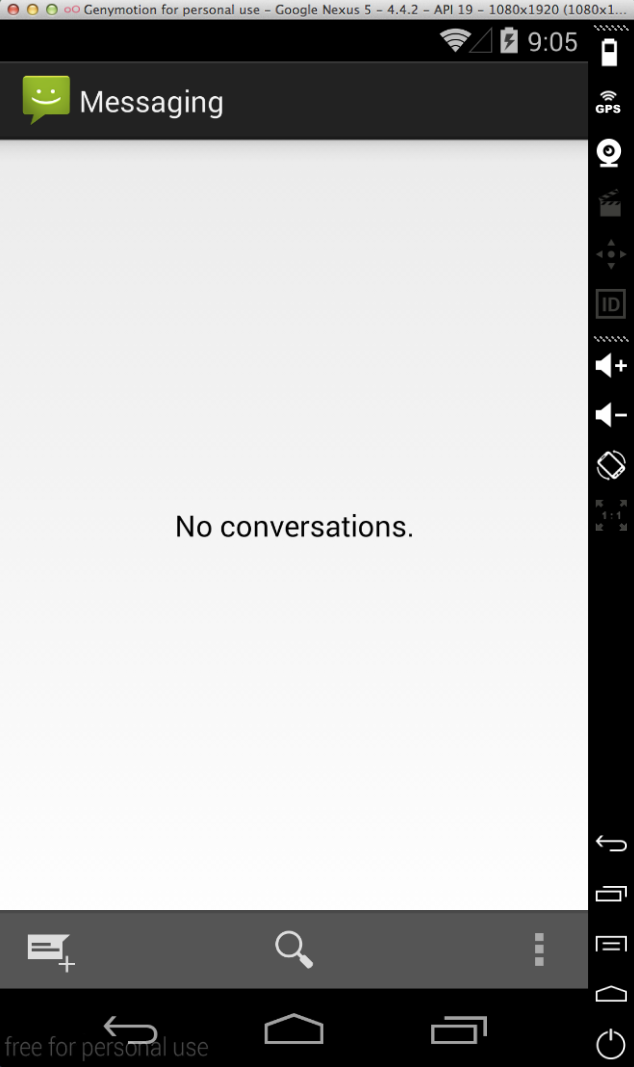 Genymotion for personal use - Google Nexus 5 - 4.4.2 - API 19 - 1080x1920 (1080x1...
9:05
GPS
Messaging
ID
No conversations.
1:1
free for personal use